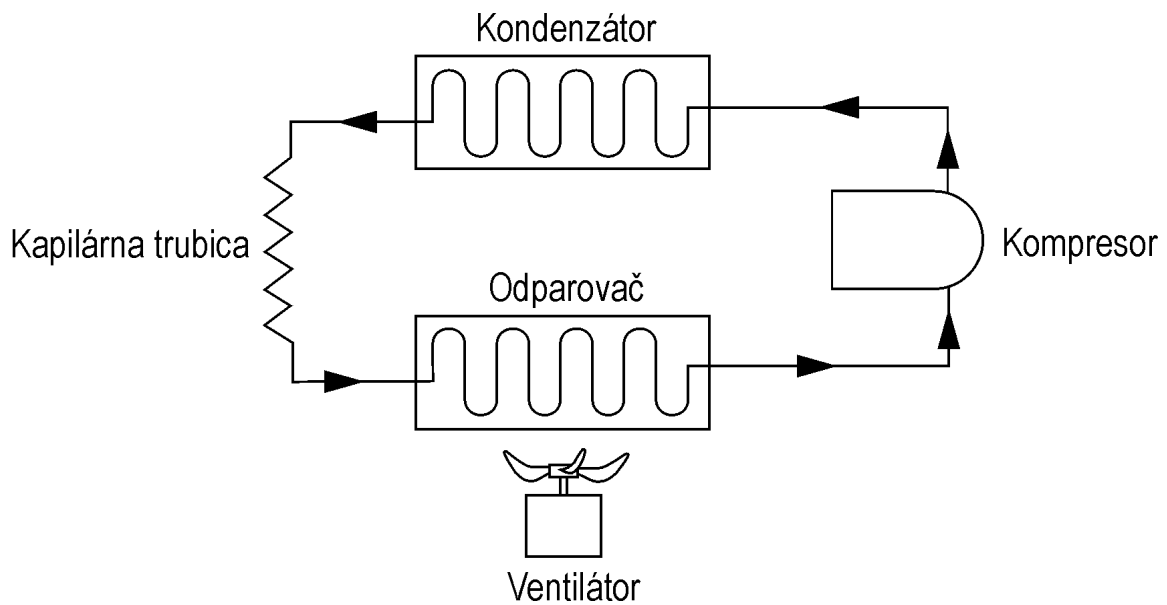 Kondenzátor
Kapilárna trubica
Kompresor
Odparovač
Ventilátor